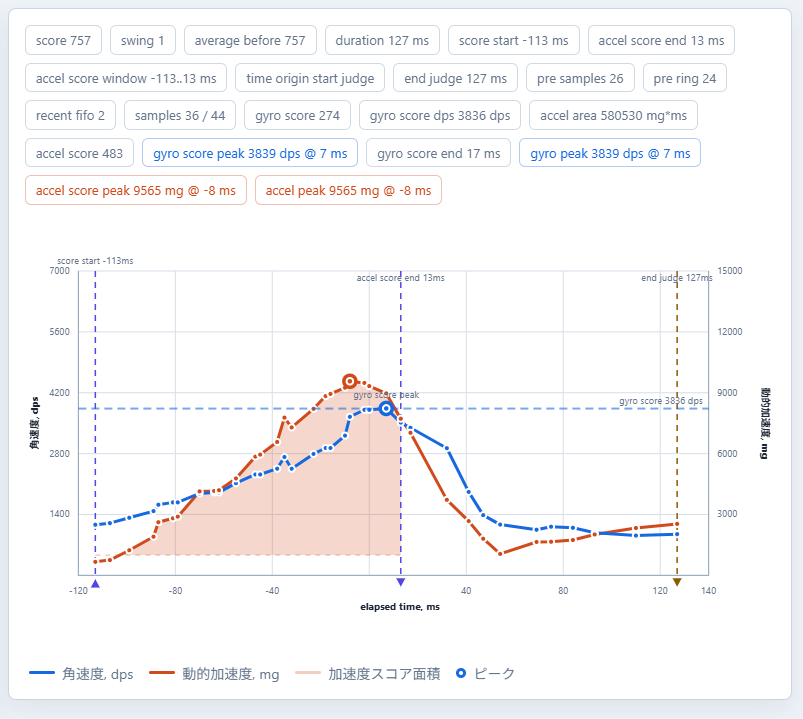 score 757 swing 1 average before 757 duration 127 ms score start -113 ms accel score end 13 ms
accel score window -113..13 ms time origin start judge end judge 127 ms pre samples 26 pre ring 24
recent fifo 2 samples 36 / 44 gyro score 274 gyro score dps 3836 dps accel area 580530 mg*ms
accel score 483 gyro score peak 3839 dps @ 7 ms gyro score end 17 ms gyro peak 3839 dps @ 7 ms
accel score peak 9565 mg @ -8 ms accel peak 9565 mg @ -8 ms
score start -113ms
7000 15000
accel score end 13ms end judge 127ms
5600 12000
4200 9000
gyro score peak
gyro score 3836 dps
角速度, dps
動的加速度, mg
2800 6000
1400 3000
-120 -80 -40 40 80 120 140
elapsed time, ms
角速度, dps 動的加速度, mg 加速度スコア面積 ピーク